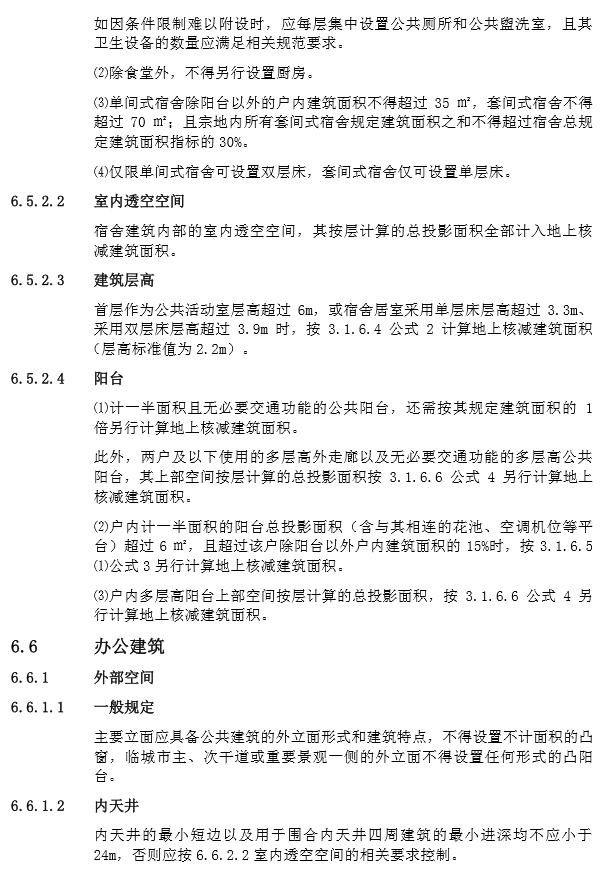 如因条件限制难以附设时，应每层集中设置公共厕所和公共盥洗室，且其
卫生设备的数量应满足相关规范要求。
⑵除食堂外，不得另行设置厨房。
⑶单间式宿舍除阳台以外的户内建筑面积不得超过 35 ㎡，套间式宿舍不得
超过 70 ㎡；且宗地内所有套间式宿舍规定建筑面积之和不得超过宿舍总规
定建筑面积指标的30%。
⑷仅限单间式宿舍可设置双层床，套间式宿舍仅可设置单层床。
6.5.2.2 室内透空空间
宿舍建筑内部的室内透空空间，其按层计算的总投影面积全部计入地上核
减建筑面积。
6.5.2.3 建筑层高
首层作为公共活动室层高超过 6m，或宿舍居室采用单层床层高超过 3.3m、
采用双层床层高超过 3.9m 时，按 3.1.6.4 公式 2 计算地上核减建筑面积
（层高标准值为2.2m）。
6.5.2.4 阳台
⑴计一半面积且无必要交通功能的公共阳台，还需按其规定建筑面积的 1
倍另行计算地上核减建筑面积。
此外，两户及以下使用的多层高外走廊以及无必要交通功能的多层高公共
阳台，其上部空间按层计算的总投影面积按 3.1.6.6 公式 4 另行计算地上
核减建筑面积。
⑵户内计一半面积的阳台总投影面积（含与其相连的花池、空调机位等平
台）超过6 ㎡，且超过该户除阳台以外户内建筑面积的15%时，按3.1.6.5
⑴公式3另行计算地上核减建筑面积。
⑶户内多层高阳台上部空间按层计算的总投影面积，按 3.1.6.6 公式 4 另
行计算地上核减建筑面积。
6.6 办公建筑
6.6.1 外部空间
6.6.1.1 一般规定
主要立面应具备公共建筑的外立面形式和建筑特点，不得设置不计面积的凸
窗，临城市主、次干道或重要景观一侧的外立面不得设置任何形式的凸阳
台。
6.6.1.2 内天井
内天井的最小短边以及用于围合内天井四周建筑的最小进深均不应小于
24m，否则应按6.6.2.2室内透空空间的相关要求控制。